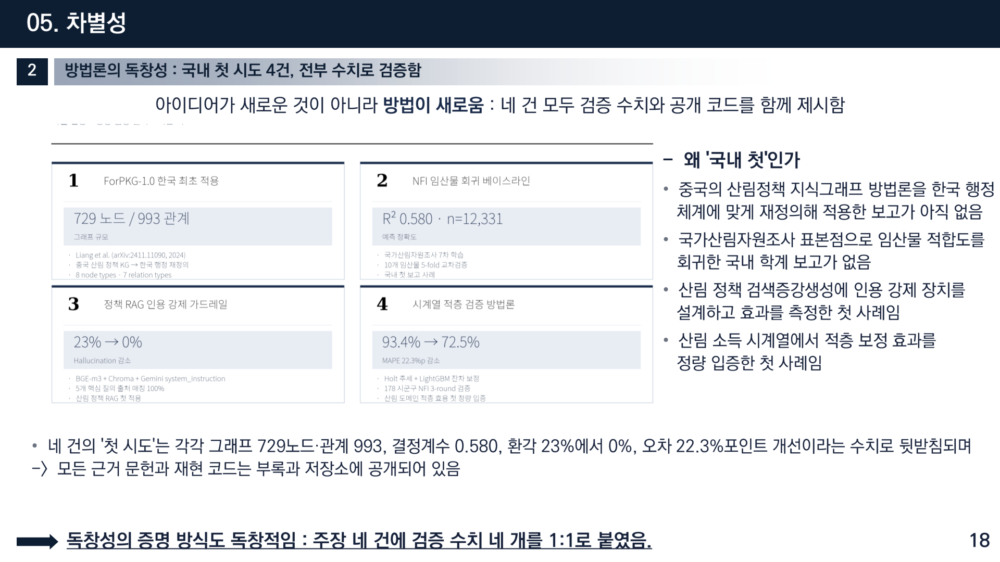 05. 차별성
2
방법론의 독창성 : 국내 첫 시도 4건, 전부 수치로 검증함
아이디어가 새로운 것이 아니라 방법이 새로움 : 네 건 모두 검증 수치와 공개 코드를 함께 제시함
1 ForPKG-1.0 한국 최초 적용
729 노드 / 993 관계
그래프 규모
· Liang et al. (arXiv:2411.11090, 2024)
· 중국 산림 정책 KG → 한국 행정 재정의
· 8 node types · 7 relation types
2 NFI 임산물 회귀 베이스라인
R² 0.580 · n=12,331
예측 정확도
· 국가산림자원조사 7차 학습
· 10개 임산물 5-fold 교차검증
· 국내 첫 보고 사례
3 정책 RAG 인용 강제 가드레일
23% → 0%
Hallucination 감소
· BGE-m3 + Chroma + Gemini system_instruction
· 5개 핵심 질의 출처 매칭 100%
· 산림 정책 RAG 첫 적용
4 시계열 적층 검증 방법론
93.4% → 72.5%
MAPE 22.3%p 감소
· Holt 추세 + LightGBM 잔차 보정
· 178 시군구 NFI 3-round 검증
· 산림 도메인 적층 효용 첫 정량 입증
– 왜 '국내 첫'인가
• 중국의 산림정책 지식그래프 방법론을 한국 행정
체계에 맞게 재정의해 적용한 보고가 아직 없음
• 국가산림자원조사 표본점으로 임산물 적합도를
회귀한 국내 학계 보고가 없음
• 산림 정책 검색증강생성에 인용 강제 장치를
설계하고 효과를 측정한 첫 사례임
• 산림 소득 시계열에서 적층 보정 효과를
정량 입증한 첫 사례임
• 네 건의 '첫 시도'는 각각 그래프 729노드·관계 993, 결정계수 0.580, 환각 23%에서 0%, 오차 22.3%포인트 개선이라는 수치로 뒷받침되며
–〉 모든 근거 문헌과 재현 코드는 부록과 저장소에 공개되어 있음
독창성의 증명 방식도 독창적임 : 주장 네 건에 검증 수치 네 개를 1:1로 붙였음.
18